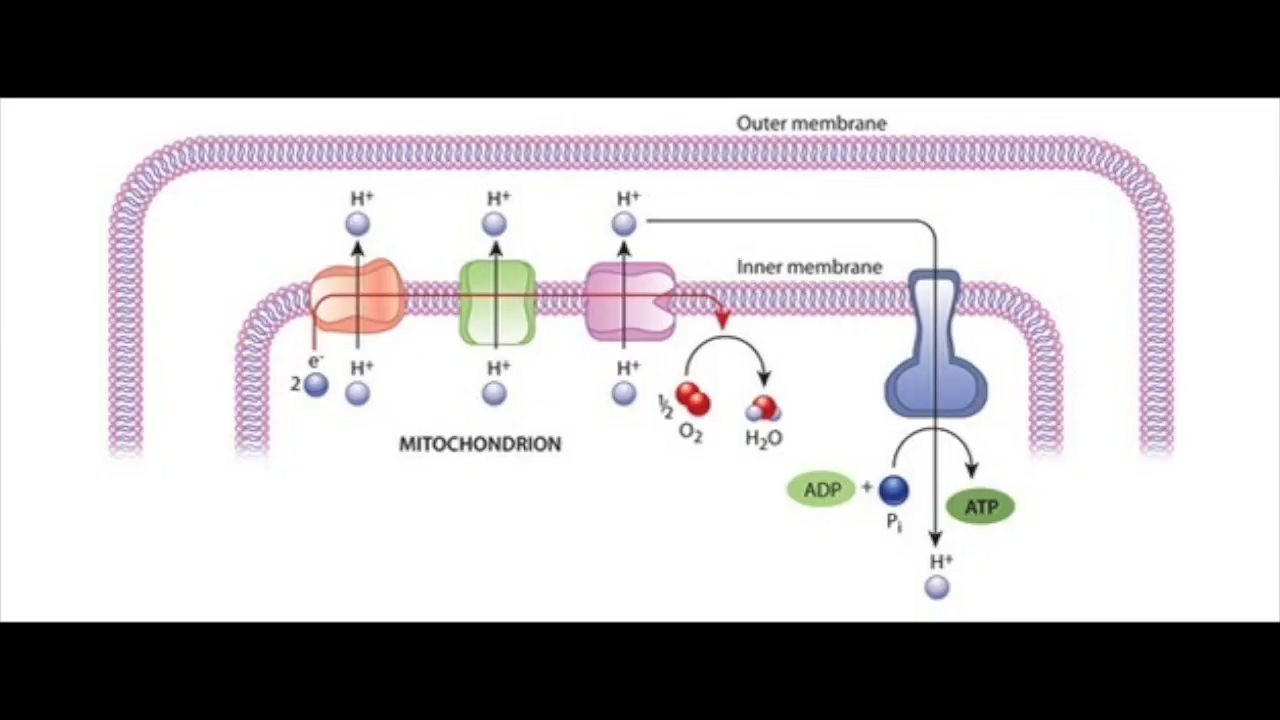 Outer membrane
H⁺ H⁺ H⁺
Inner membrane
e⁻
2
H⁺ H⁺ H⁺
½
O₂
H₂O
MITOCHONDRION
ADP + Pᵢ
ATP
H⁺